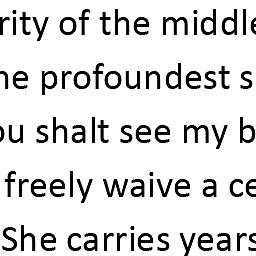 rity of the middle
he profoundest s
ou shalt see my b
freely waive a ce
She carries years